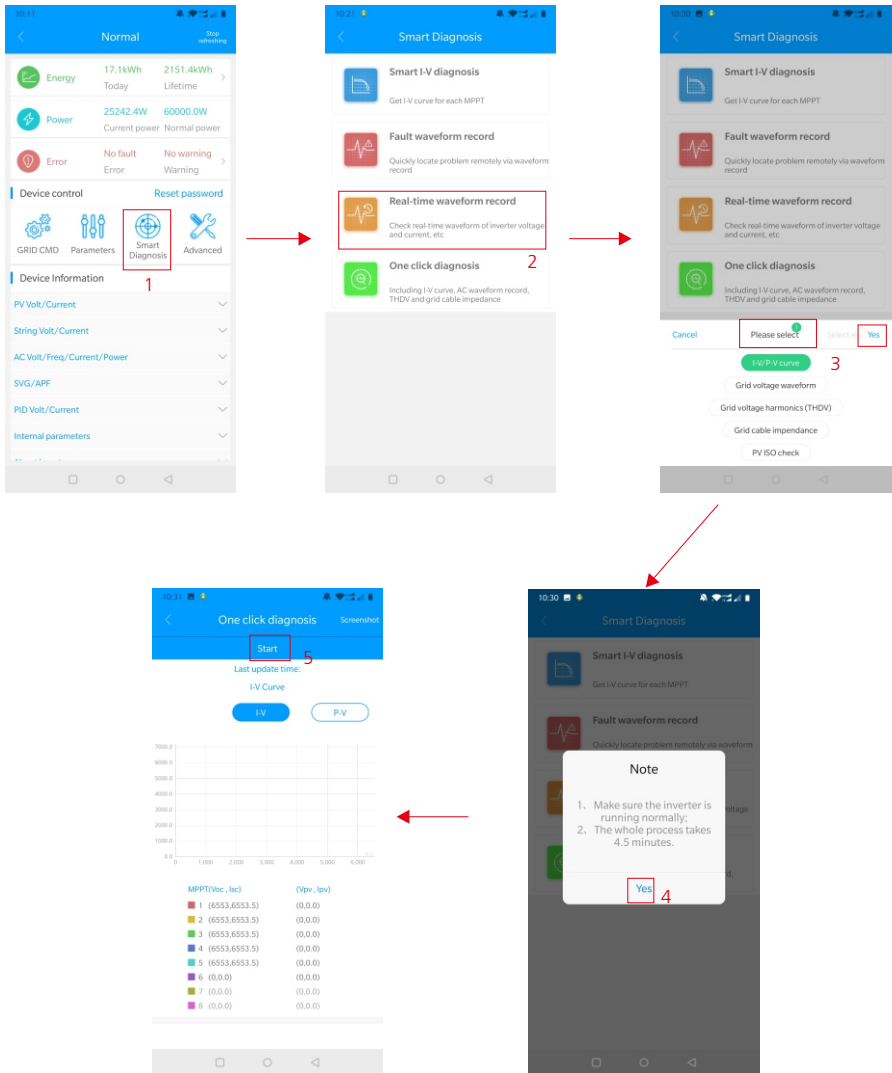 10:11
Normal
Stop
refreshing
Energy
17.1kWh 2151.4kWh
Today Lifetime
Power
25242.4W 60000.0W
Current power Normal power
Error
No fault No warning
Error Warning
Device control Reset password
GRID CMD Parameters Smart Diagnosis Advanced
1
Device Information
PV Volt/Current
String Volt/Current
AC Volt/Freq/Current/Power
SVG/APF
PID Volt/Current
Internal parameters
10:21
Smart Diagnosis
Smart I-V diagnosis
Get I-V curve for each MPPT
Fault waveform record
Quickly locate problem remotely via waveform
record
Real-time waveform record
Check real-time waveform of inverter voltage
and current, etc
2
One click diagnosis
Including I-V curve, AC waveform record,
THDV and grid cable impedance
10:30
Smart Diagnosis
Smart I-V diagnosis
Get I-V curve for each MPPT
Fault waveform record
Quickly locate problem remotely via waveform
record
Real-time waveform record
Check real-time waveform of inverter voltage
and current, etc
One click diagnosis
Including I-V curve, AC waveform record,
THDV and grid cable impedance
Cancel Please select 1 Select Yes
3
I-V/P-V curve
Grid voltage waveform
Grid voltage harmonics (THDV)
Grid cable impendance
PV ISO check
10:30
Smart Diagnosis
Smart I-V diagnosis
Get I-V curve for each MPPT
Fault waveform record
Quickly locate problem remotely via waveform
Note
1、Make sure the inverter is
running normally;
2、The whole process takes
4.5 minutes.
Yes
4
oltage
rd,
10:31
One click diagnosis Screenshot
Start
5
Last update time:
I-V Curve
I-V P-V
7000.0
6000.0
5000.0
4000.0
3000.0
2000.0
1000.0
0.0
0 1,000 2,000 3,000 4,000 5,000 6,000
MPPT(Voc , Isc) (Vpv , Ipv)
1 (6553,6553.5) (0,0.0)
2 (6553,6553.5) (0,0.0)
3 (6553,6553.5) (0,0.0)
4 (6553,6553.5) (0,0.0)
5 (6553,6553.5) (0,0.0)
6 (0,0.0) (0,0.0)
7 (0,0.0) (0,0.0)
8 (0,0.0) (0,0.0)